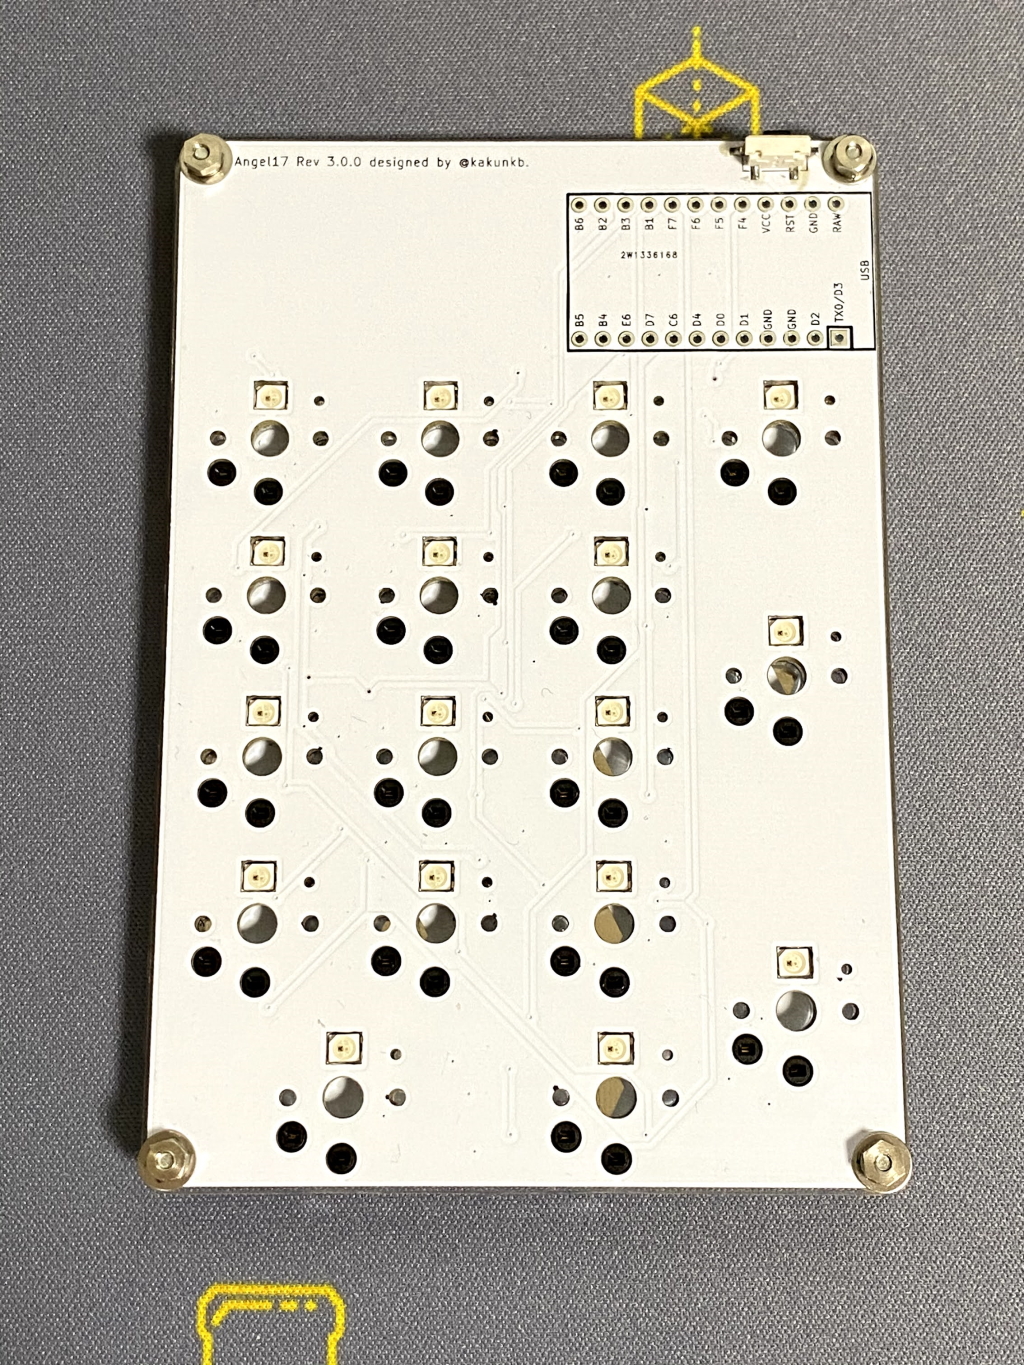 Angel17 Rev 3.0.0 designed by @kakunkb.
B6 B2 B3 B1 F7 F6 F5 F4 VCC RST GND RAW
2W1336168
USB
B5 B4 E6 D7 C6 D4 D0 D1 GND GND D2 TX0/D3